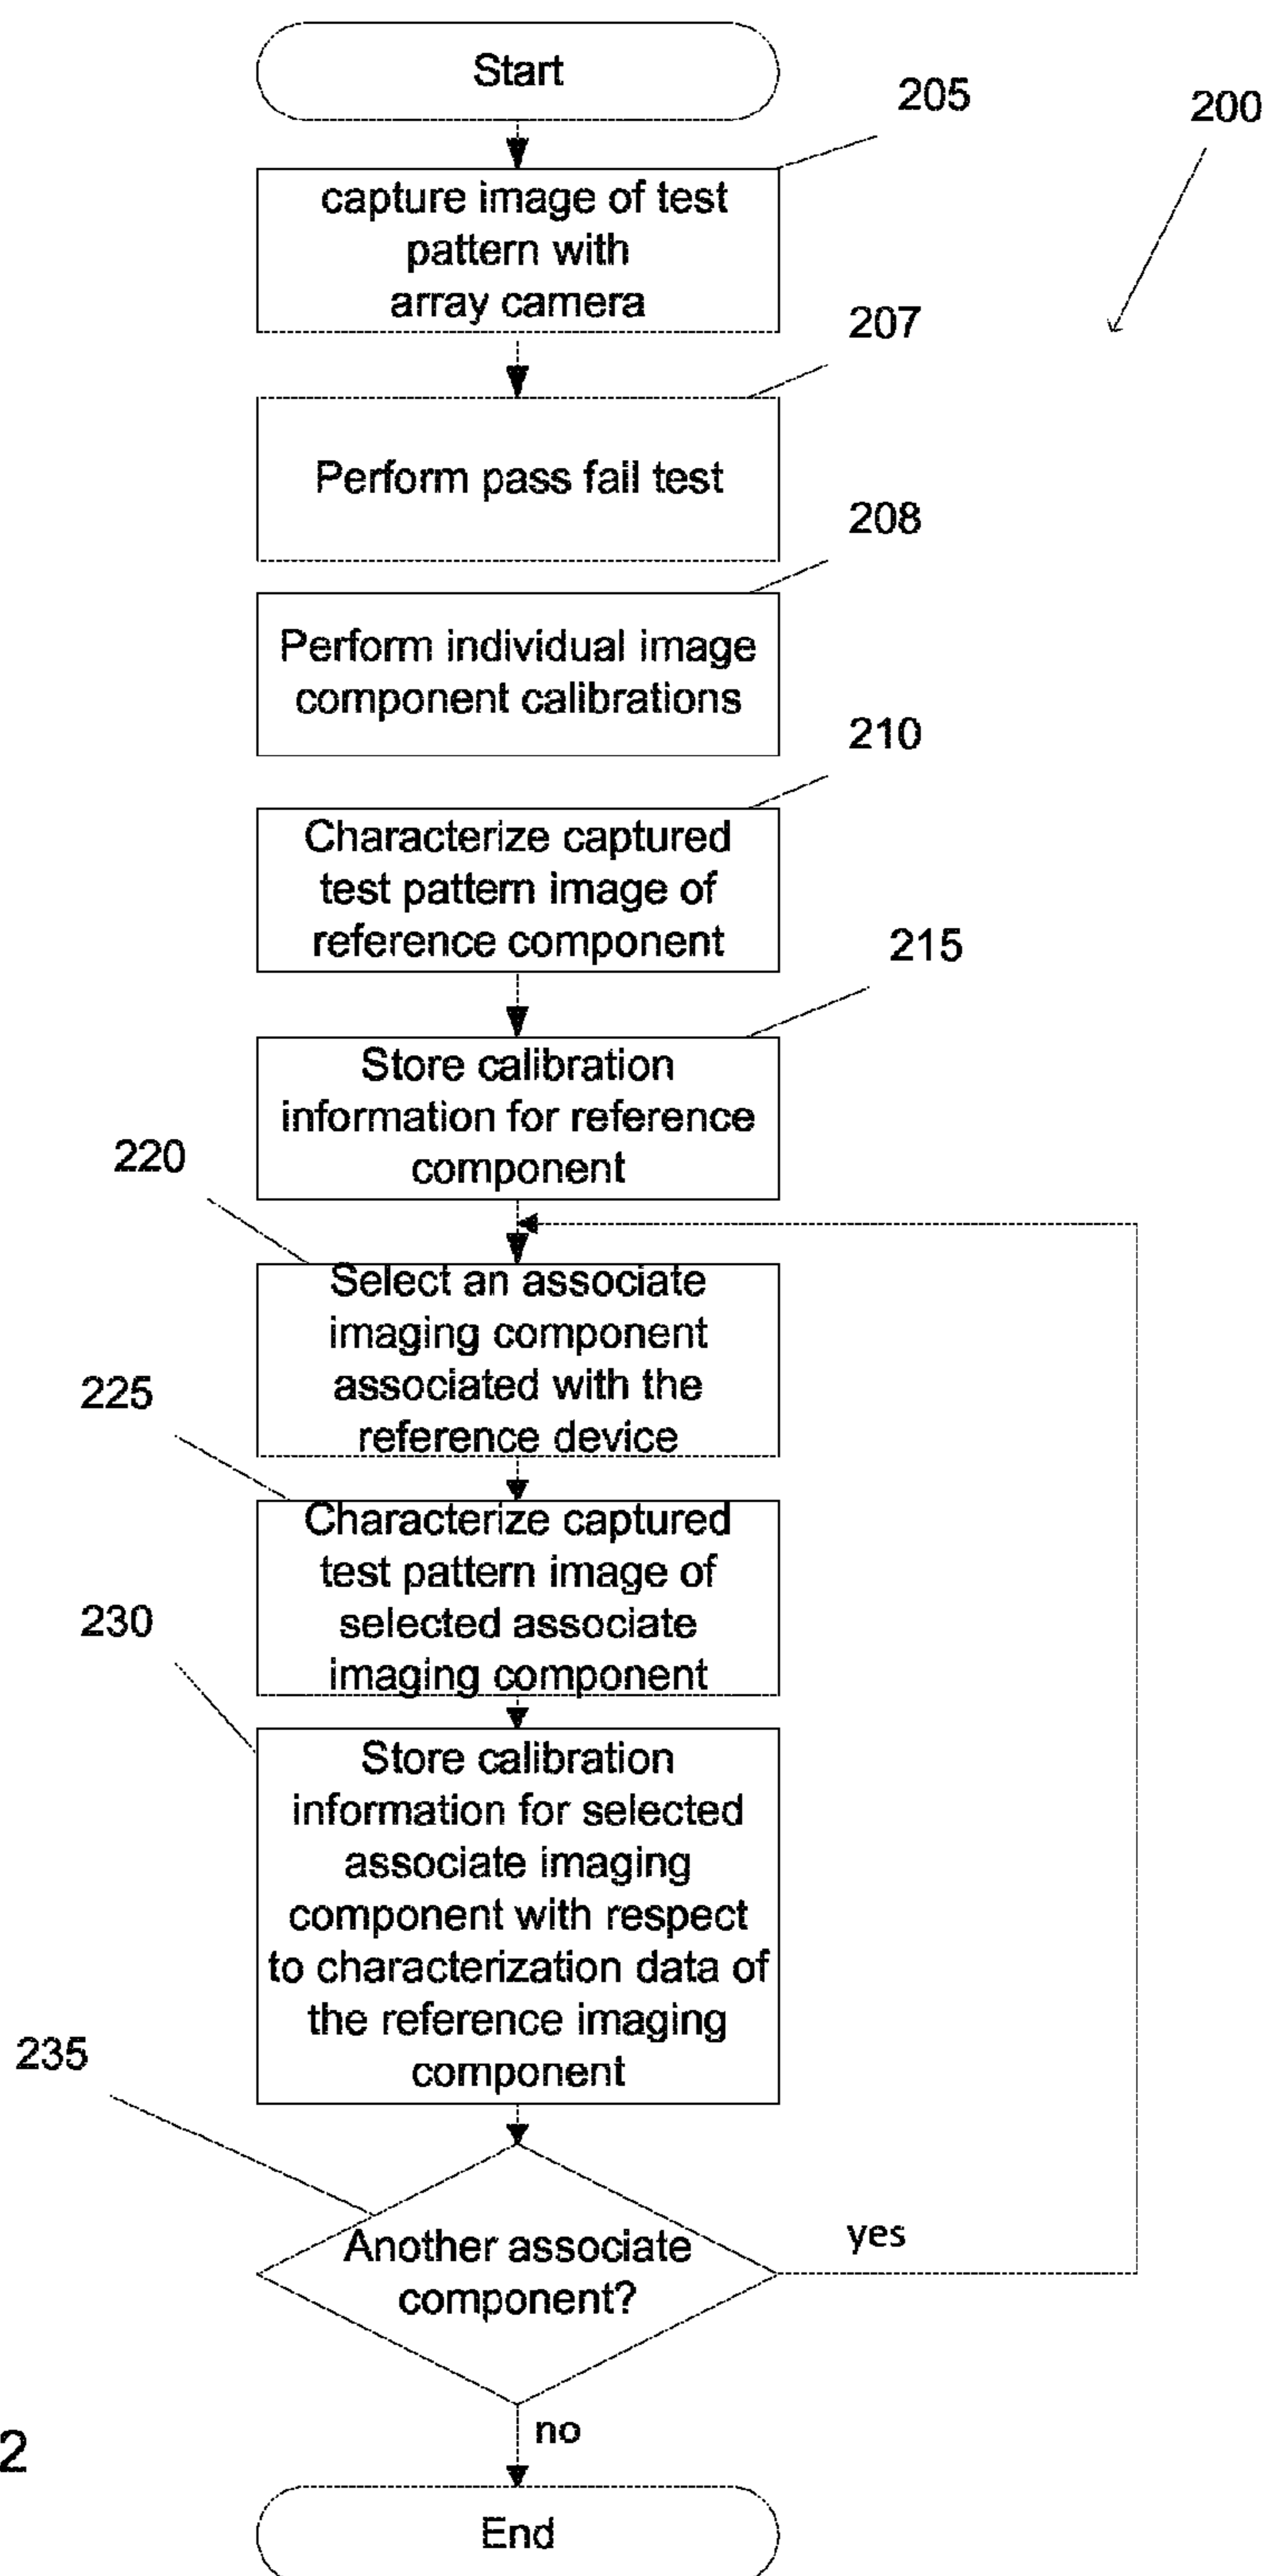 Start
205
200
capture image of test
pattern with
array camera
207
Perform pass fail test
208
Perform individual image
component calibrations
210
Characterize captured
test pattern image of
reference component
215
Store calibration
information for reference
component
220
Select an associate
imaging component
associated with the
reference device
225
Characterize captured
test pattern image of
selected associate
imaging component
230
Store calibration
information for selected
associate imaging
component with respect
to characterization data of
the reference imaging
component
235
Another associate
component?
yes
no
2
End